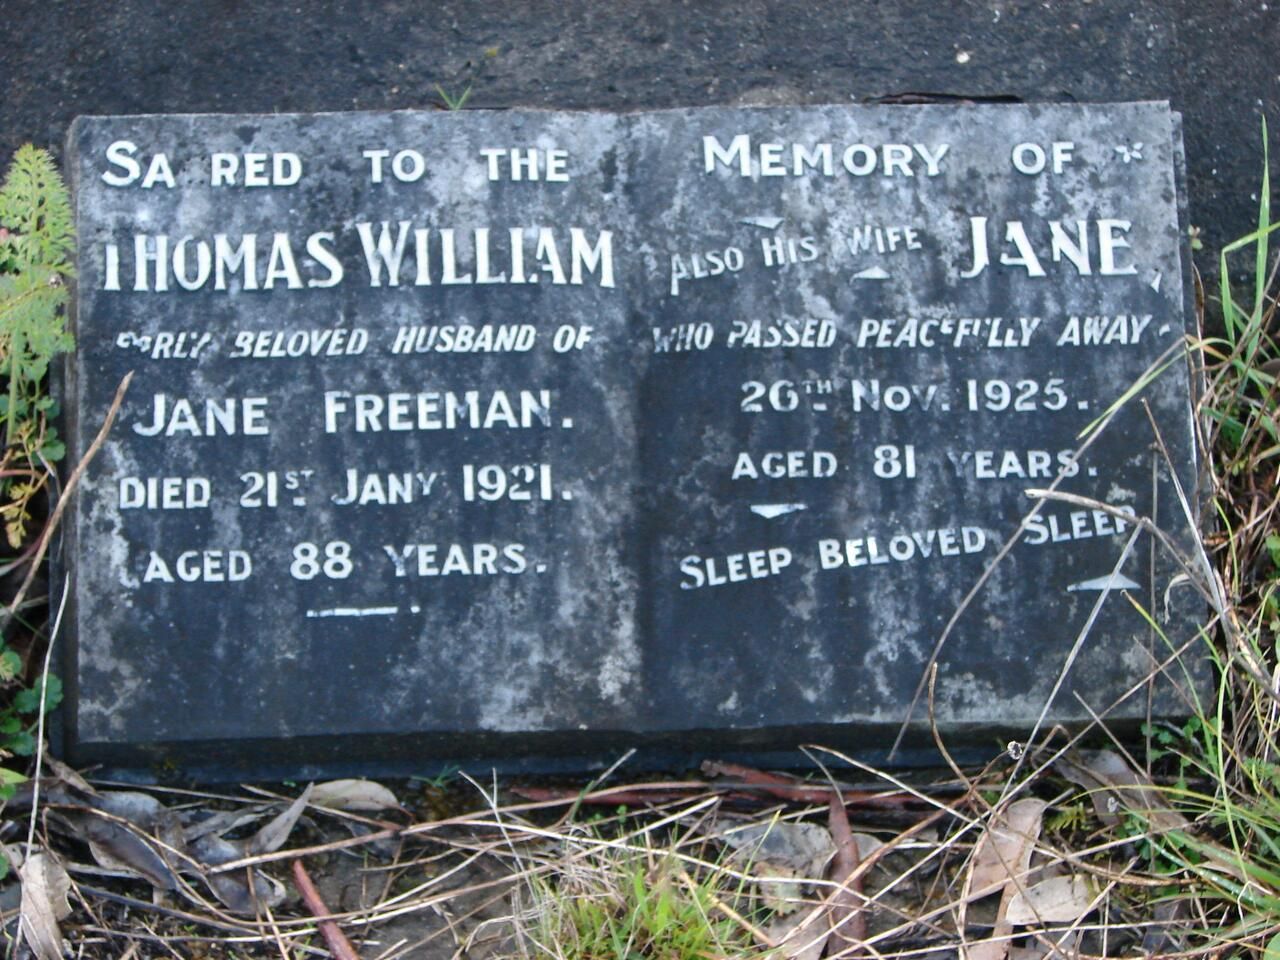 SA RED TO THE
THOMAS WILLIAM
BELOVED HUSBAND OF
JANE FREEMAN.
DIED 21ST JANY 1921.
AGED 88 YEARS.
MEMORY OF
ALSO HIS WIFE JANE,
WHO PASSED PEACEFULLY AWAY
26TH NOV. 1925.
AGED 81 YEARS.
SLEEP BELOVED SLEEP